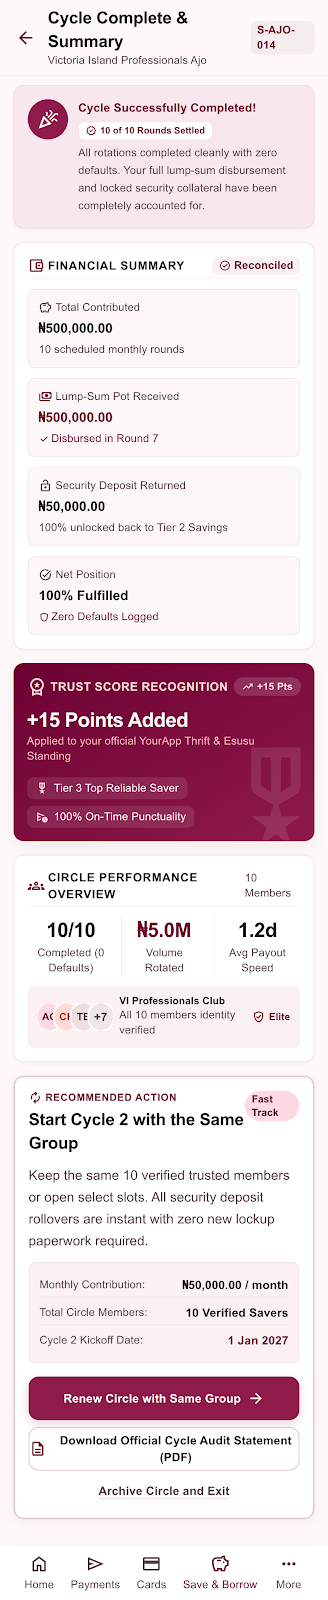 Cycle Complete &
Summary
Victoria Island Professionals Ajo
S-AJO-
014
Cycle Successfully Completed!
10 of 10 Rounds Settled
All rotations completed cleanly with zero
defaults. Your full lump-sum disbursement
and locked security collateral have been
completely accounted for.
FINANCIAL SUMMARY
Reconciled
Total Contributed
₦500,000.00
10 scheduled monthly rounds
Lump-Sum Pot Received
₦500,000.00
Disbursed in Round 7
Security Deposit Returned
₦50,000.00
100% unlocked back to Tier 2 Savings
Net Position
100% Fulfilled
Zero Defaults Logged
TRUST SCORE RECOGNITION
+15 Pts
+15 Points Added
Applied to your official YourApp Thrift & Esusu
Standing
Tier 3 Top Reliable Saver
100% On-Time Punctuality
CIRCLE PERFORMANCE
OVERVIEW
10
Members
10/10
Completed (0
Defaults)
₦5.0M
Volume
Rotated
1.2d
Avg Payout
Speed
+7
VI Professionals Club
All 10 members identity
verified
Elite
RECOMMENDED ACTION
Fast
Track
Start Cycle 2 with the Same
Group
Keep the same 10 verified trusted members
or open select slots. All security deposit
rollovers are instant with zero new lockup
paperwork required.
Monthly Contribution:
₦50,000.00 / month
Total Circle Members:
10 Verified Savers
Cycle 2 Kickoff Date:
1 Jan 2027
Renew Circle with Same Group
Download Official Cycle Audit Statement
(PDF)
Archive Circle and Exit
Home
Payments
Cards
Save & Borrow
More